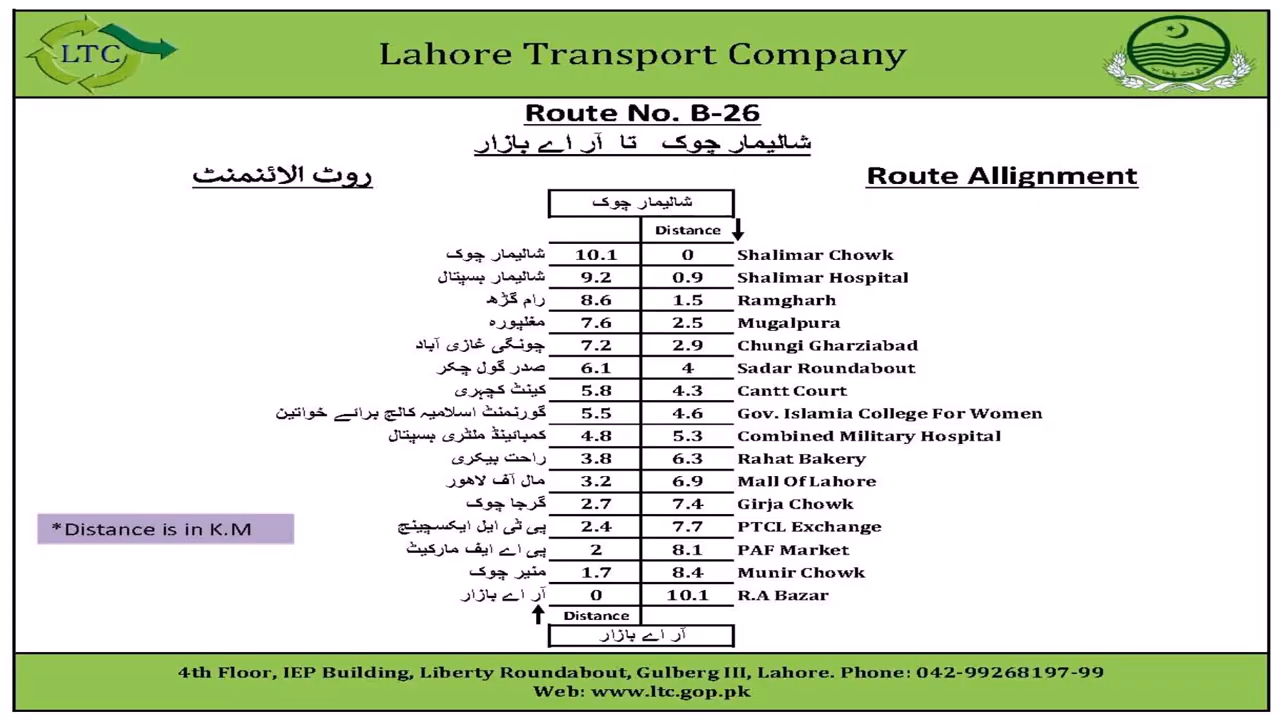 LTC
Lahore Transport Company
Route No. B-26
شالیمار چوک تا آر اے بازار
روٹ الائنمنٹ
Route Allignment
شالیمار چوک
Distance
شالیمار چوک 10.1 0 Shalimar Chowk
شالیمار ہسپتال 9.2 0.9 Shalimar Hospital
رام گڑھ 8.6 1.5 Ramgharh
مغلپورہ 7.6 2.5 Mugalpura
چونگی غازی آباد 7.2 2.9 Chungi Gharziabad
صدر گول چکر 6.1 4 Sadar Roundabout
کینٹ کچہری 5.8 4.3 Cantt Court
گورنمنٹ اسلامیہ کالج برائے خواتین 5.5 4.6 Gov. Islamia College For Women
کمبائینڈ ملٹری ہسپتال 4.8 5.3 Combined Military Hospital
راحت بیکری 3.8 6.3 Rahat Bakery
مال آف لاھور 3.2 6.9 Mall Of Lahore
گرجا چوک 2.7 7.4 Girja Chowk
پی ٹی ایل ایکسچینج 2.4 7.7 PTCL Exchange
پی اے ایف مارکیٹ 2 8.1 PAF Market
منیر چوک 1.7 8.4 Munir Chowk
آر اے بازار 0 10.1 R.A Bazar
Distance
آر اے بازار
*Distance is in K.M
4th Floor, IEP Building, Liberty Roundabout, Gulberg III, Lahore. Phone: 042-99268197-99
Web: www.ltc.gop.pk